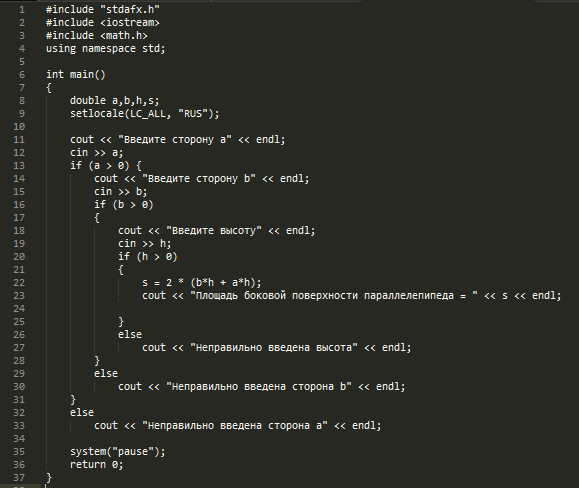 1 #include "stdafx.h"
2 #include <iostream>
3 #include <math.h>
4 using namespace std;
5
6 int main()
7 {
8 double a,b,h,s;
9 setlocale(LC_ALL, "RUS");
10
11 cout << "Введите сторону a" << endl;
12 cin >> a;
13 if (a > 0) {
14 cout << "Введите сторону b" << endl;
15 cin >> b;
16 if (b > 0)
17 {
18 cout << "Введите высоту" << endl;
19 cin >> h;
20 if (h > 0)
21 {
22 s = 2 * (b*h + a*h);
23 cout << "Площадь боковой поверхности параллелепипеда = " << s << endl;
24
25 }
26 else
27 cout << "Неправильно введена высота" << endl;
28 }
29 else
30 cout << "Неправильно введена сторона b" << endl;
31 }
32 else
33 cout << "Неправильно введена сторона a" << endl;
34
35 system("pause");
36 return 0;
37 }